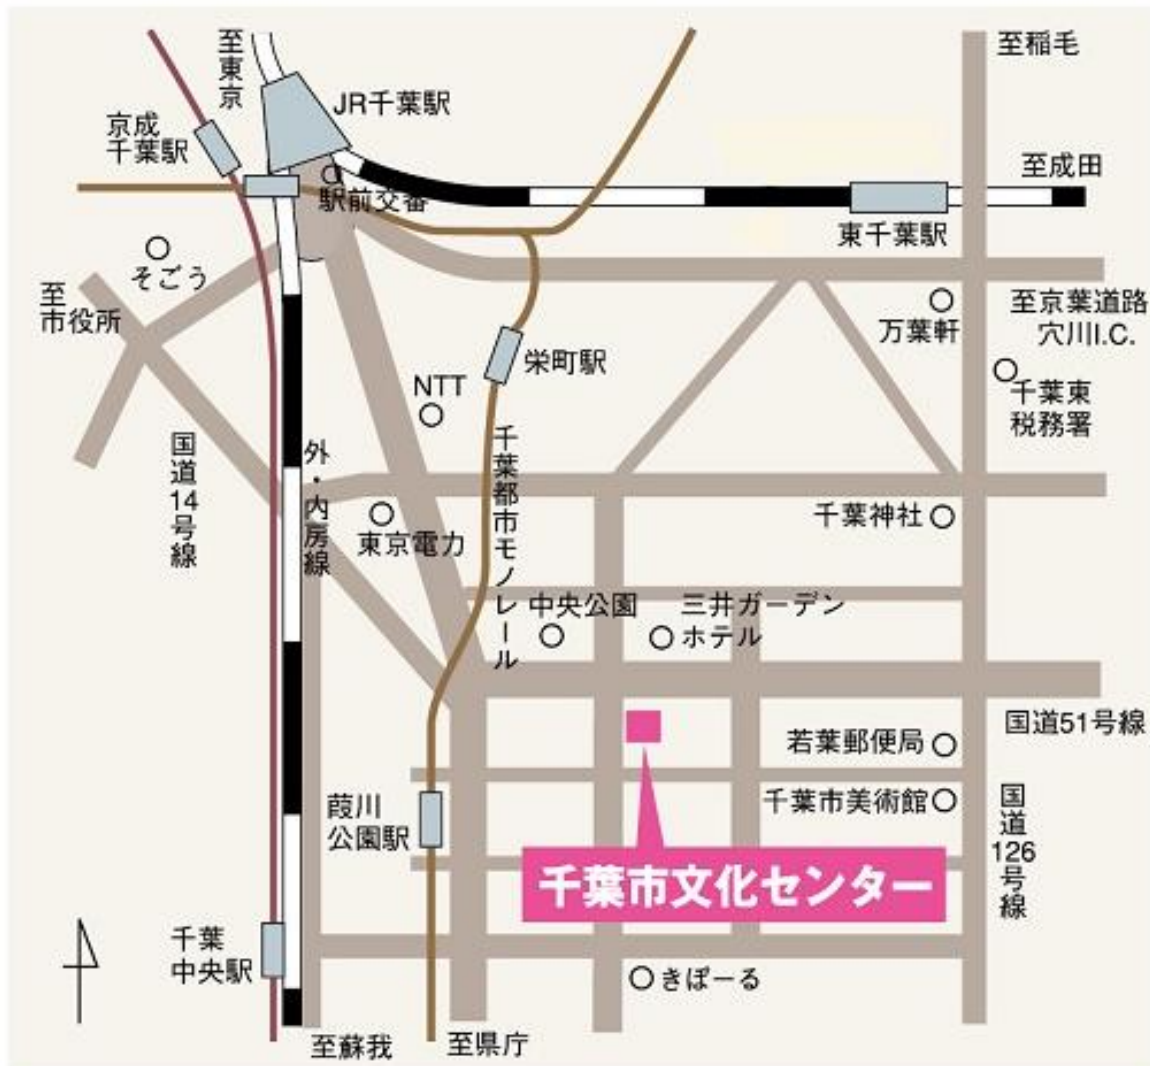 至東京
至稲毛
JR千葉駅
京成
千葉駅
至成田
駅前交番
東千葉駅
そごう
至
市役所
万葉軒
至京葉道路
穴川I.C.
栄町駅
NTT
千葉東
税務署
国道14号線
外・内房線
千葉都市モノレール
千葉神社
東京電力
中央公園
三井ガーデン
ホテル
国道51号線
若葉郵便局
千葉市美術館
葭川
公園駅
国道126号線
千葉市文化センター
千葉
中央駅
きぽーる
至蘇我
至県庁